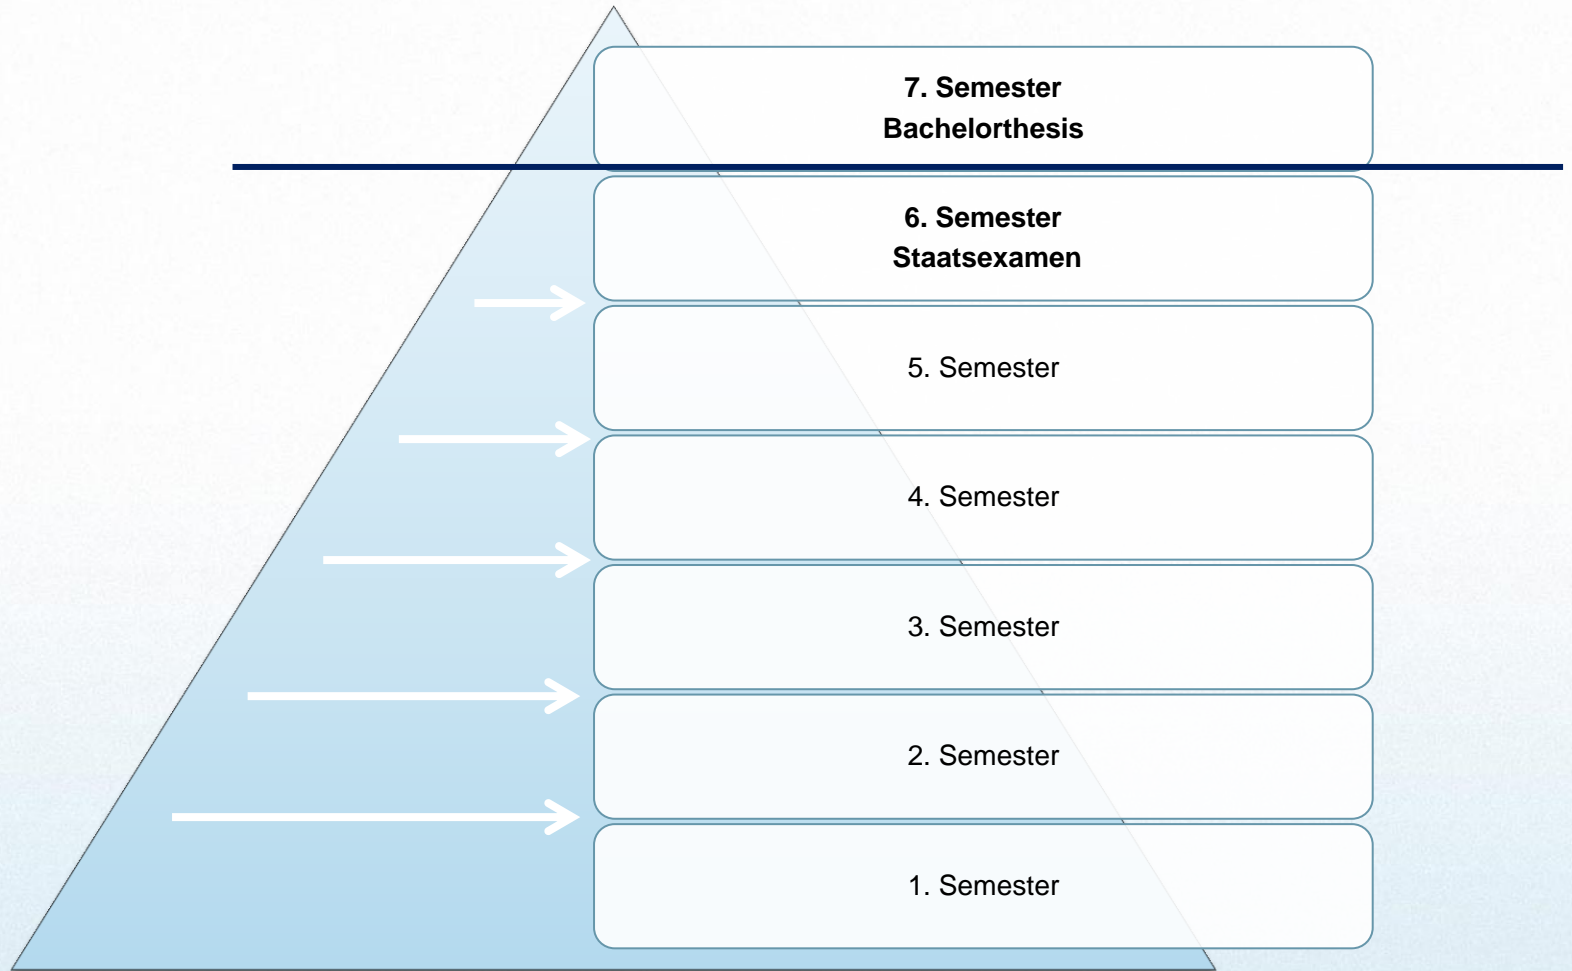 7. Semester
Bachelorthesis
6. Semester
Staatsexamen
5. Semester
4. Semester
3. Semester
2. Semester
1. Semester